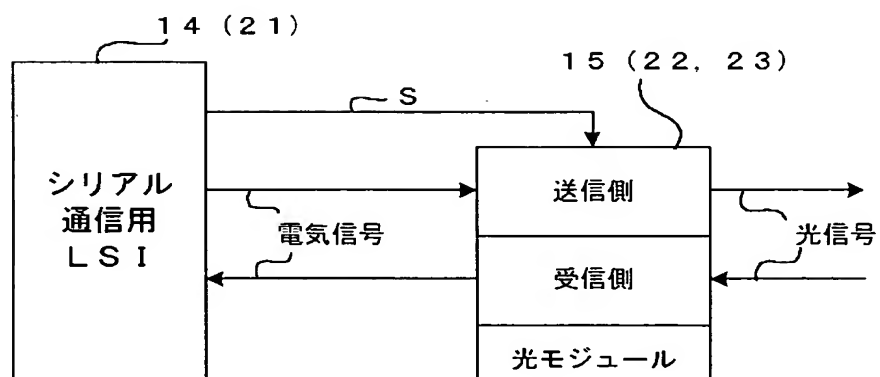 １４（２１）
１５（２２，２３）
S
シリアル
通信用
ＬＳＩ
送信側
電気信号
光信号
受信側
光モジュール